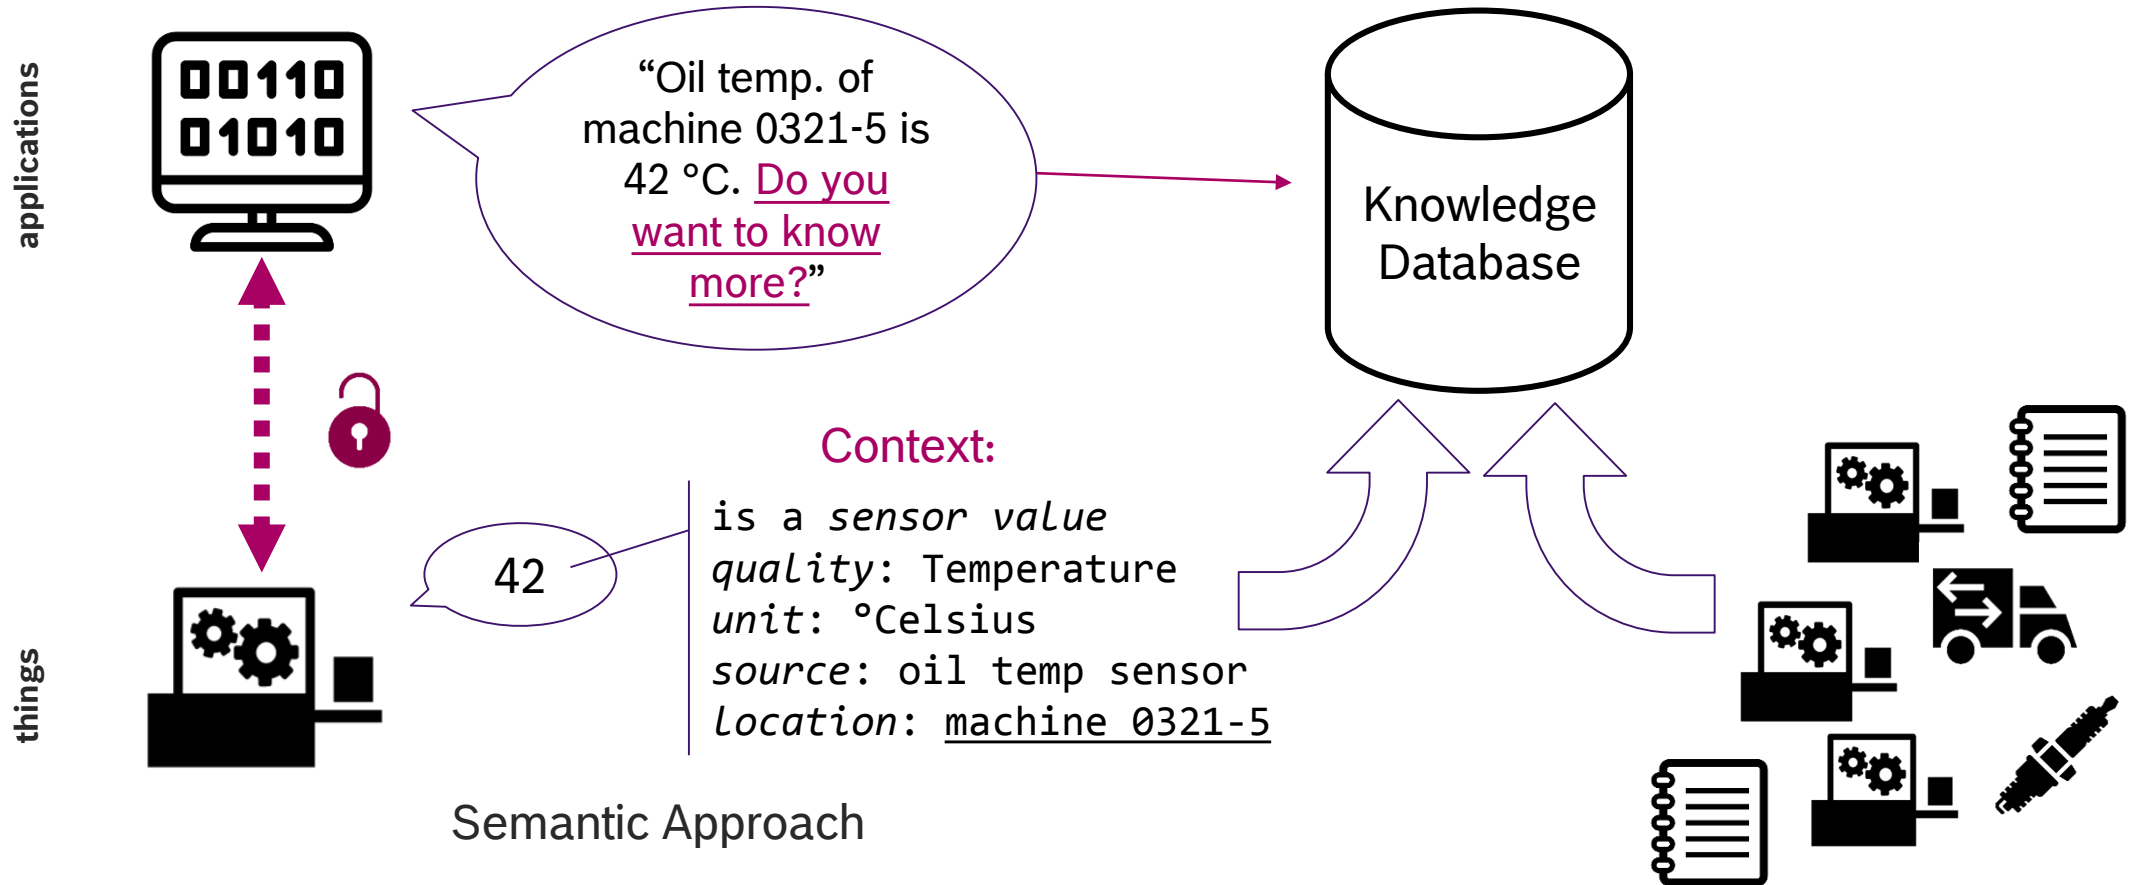 applications
00110
01010
“Oil temp. of
machine 0321-5 is
42 °C. Do you
want to know
more?”
Knowledge
Database
Context:
is a sensor value
quality: Temperature
unit: °Celsius
source: oil temp sensor
location: machine 0321-5
42
things
Semantic Approach